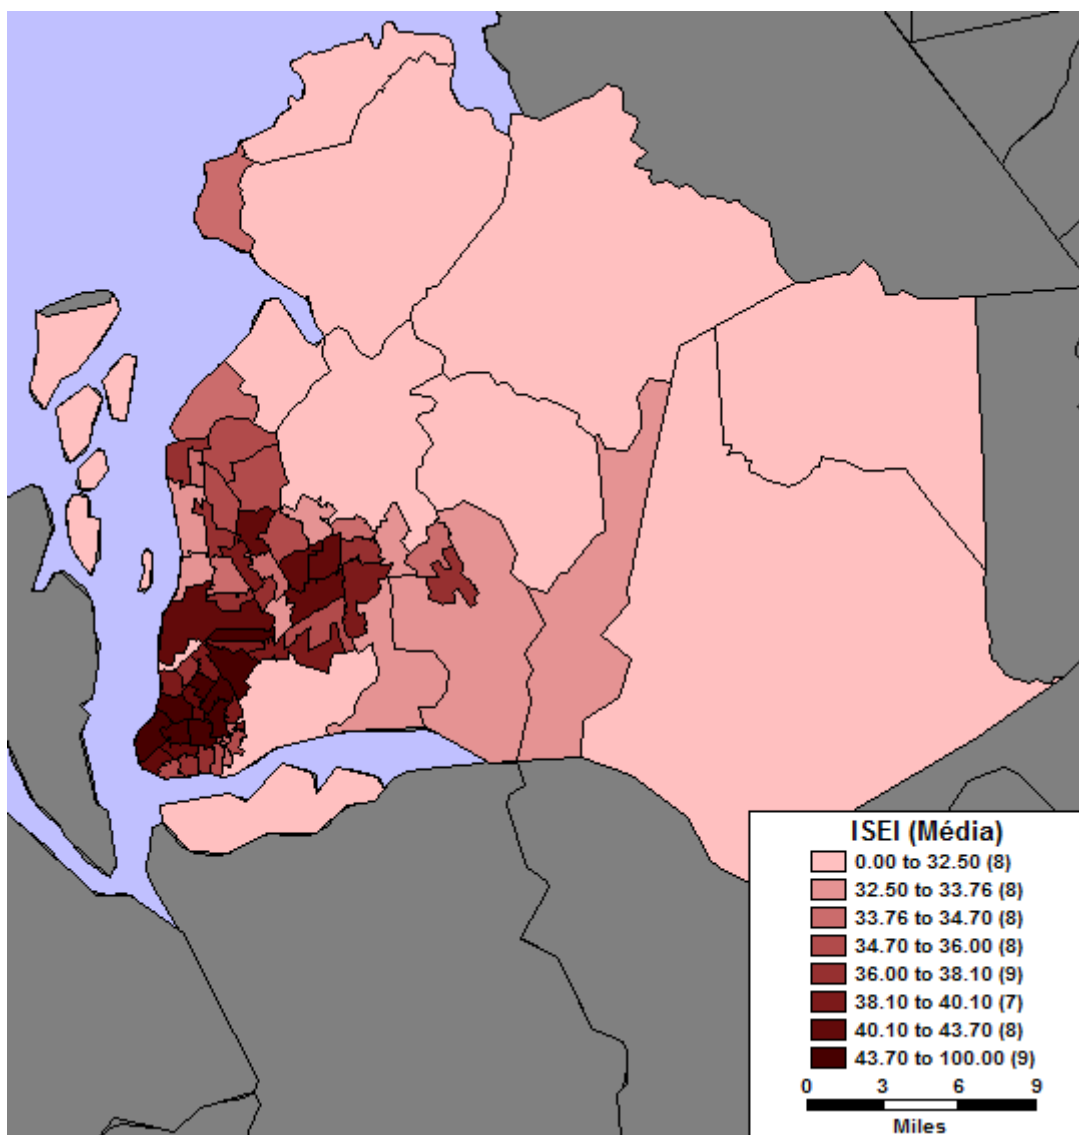 ISEI (Média)
0.00 to 32.50 (8)
32.50 to 33.76 (8)
33.76 to 34.70 (8)
34.70 to 36.00 (8)
36.00 to 38.10 (9)
38.10 to 40.10 (7)
40.10 to 43.70 (8)
43.70 to 100.00 (9)
0 3 6 9
Miles